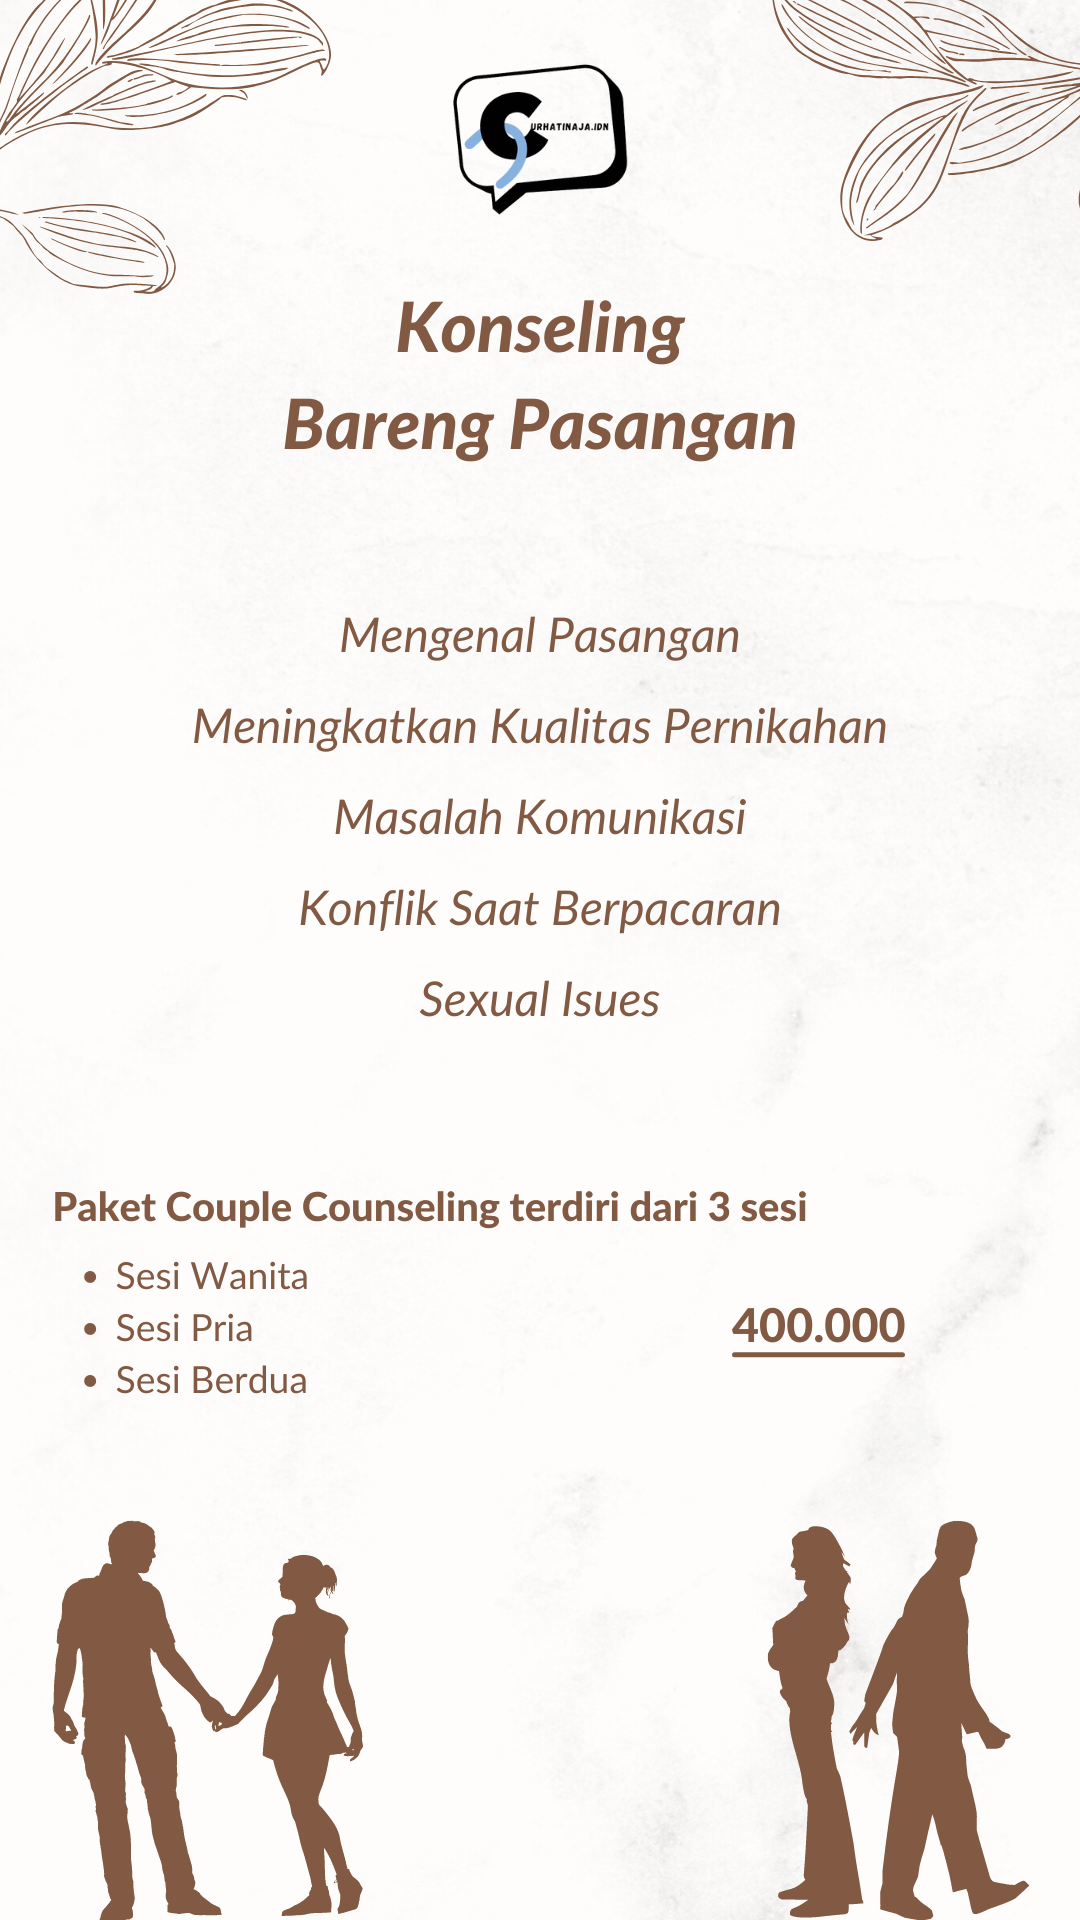 CURHATINAJA.IDN
Konseling
Bareng Pasangan
Mengenal Pasangan
Meningkatkan Kualitas Pernikahan
Masalah Komunikasi
Konflik Saat Berpacaran
Sexual Isues
Paket Couple Counseling terdiri dari 3 sesi
• Sesi Wanita
• Sesi Pria
• Sesi Berdua
400.000